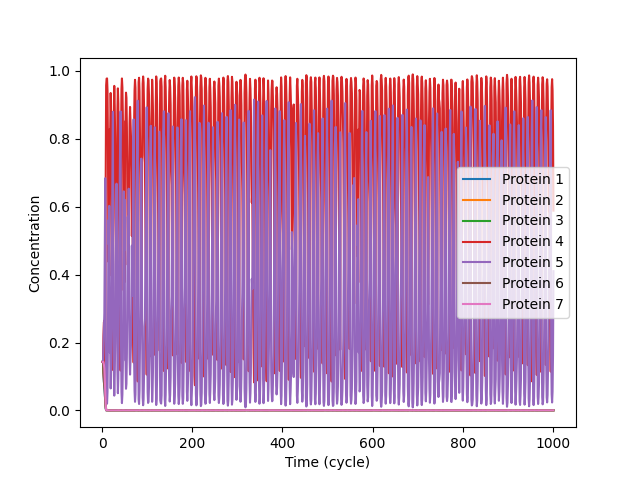 1.0
0.8
0.6
0.4
0.2
0.0
Concentration
0
200
400
600
800
1000
Time (cycle)
Protein 1
Protein 2
Protein 3
Protein 4
Protein 5
Protein 6
Protein 7